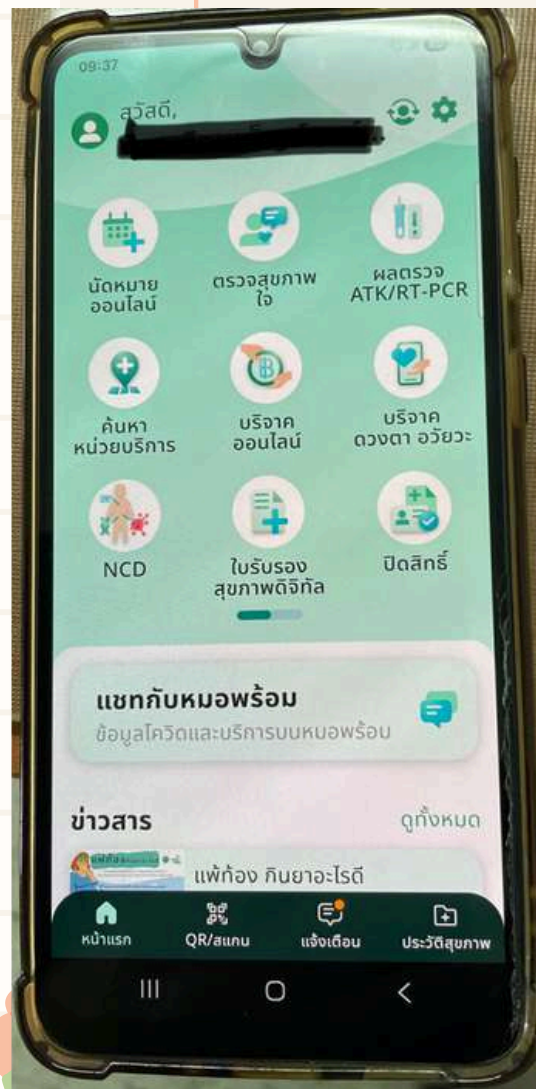 09:37
สวัสดี,
นัดหมาย
ออนไลน์
ตรวจสุขภาพ
ใจ
ผลตรวจ
ATK/RT-PCR
ค้นหา
หน่วยบริการ
บริจาค
ออนไลน์
บริจาค
ดวงตา อวัยวะ
NCD
ใบรับรอง
สุขภาพดิจิทัล
ปิดสิทธิ์
แชทกับหมอพร้อม
ข้อมูลโควิดและบริการบนหมอพร้อม
ข่าวสาร
ดูทั้งหมด
แพ้ท้อง กินยาอะไรดี
หน้าแรก
QR/สแกน
แจ้งเตือน
ประวัติสุขภาพ